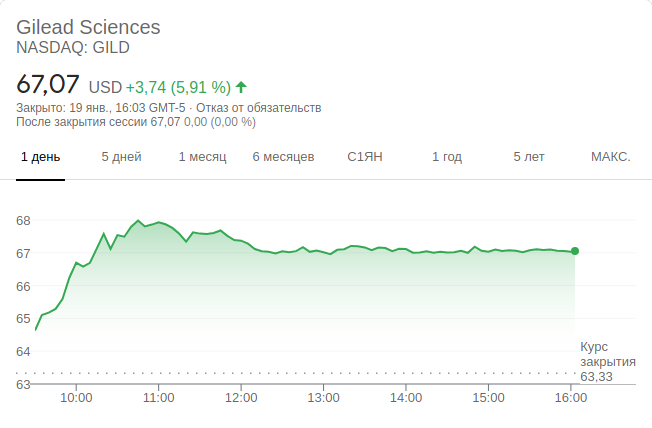 Gilead Sciences
NASDAQ: GILD
67,07 USD +3,74 (5,91 %)
Закрыто: 19 янв., 16:03 GMT-5 · Отказ от обязательств
После закрытия сессии 67,07 0,00 (0,00 %)
1 день 5 дней 1 месяц 6 месяцев С1ЯН 1 год 5 лет МАКС.
68
67
66
65
64
63
Курс
закрытия
63,33
10:00 11:00 12:00 13:00 14:00 15:00 16:00